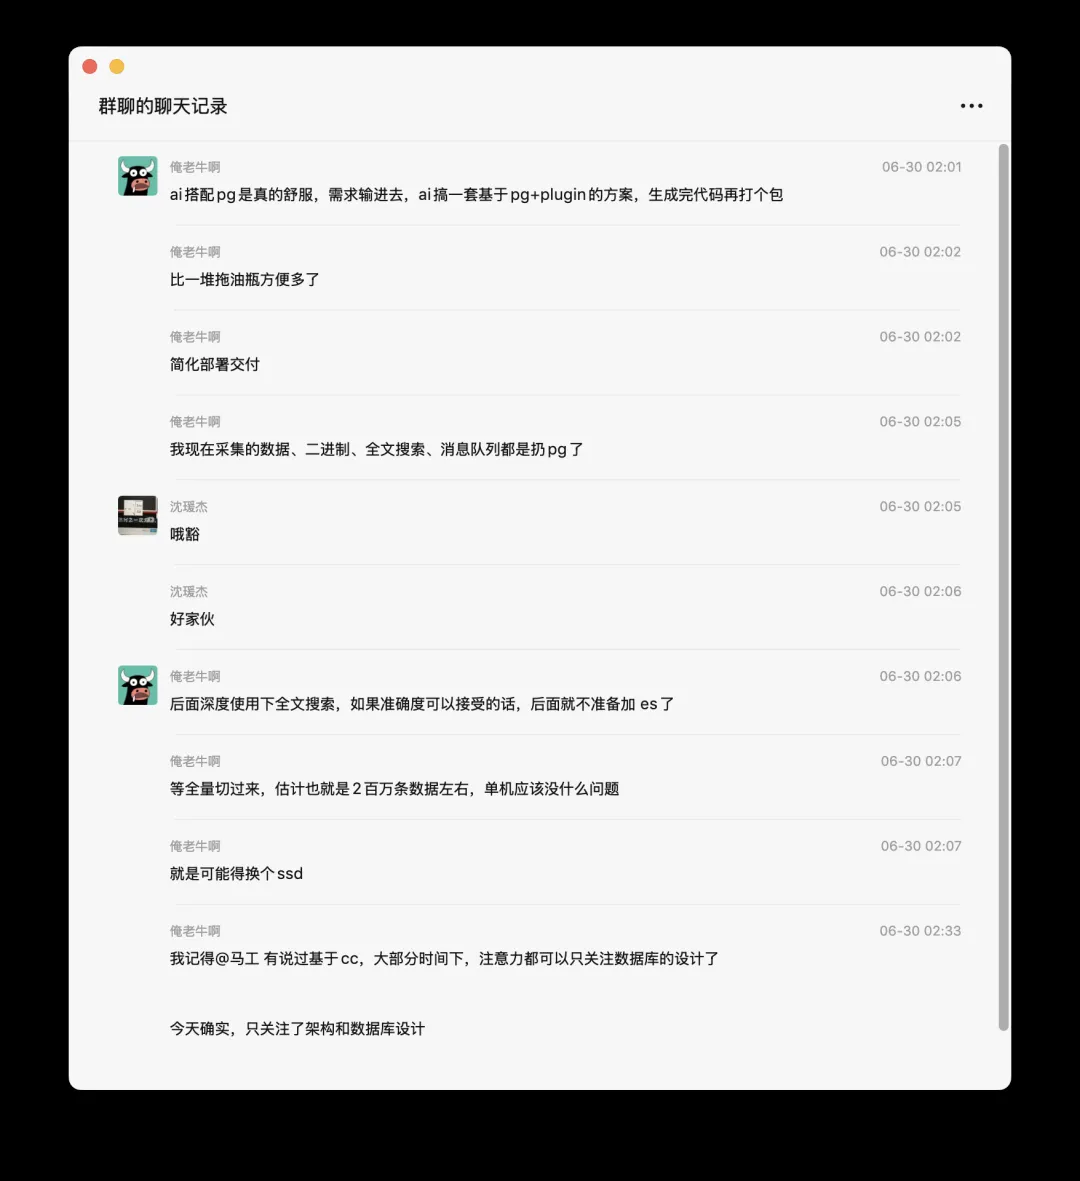 群聊的聊天记录
俺老牛啊 06-30 02:01
ai搭配pg是真的舒服，需求输进去，ai搞一套基于pg+plugin的方案，生成完代码再打个包
俺老牛啊 06-30 02:02
比一堆拖油瓶方便多了
俺老牛啊 06-30 02:02
简化部署交付
俺老牛啊 06-30 02:05
我现在采集的数据、二进制、全文搜索、消息队列都是扔pg了
沈瑗杰 06-30 02:05
哦豁
沈瑗杰 06-30 02:06
好家伙
俺老牛啊 06-30 02:06
后面深度使用下全文搜索，如果准确度可以接受的话，后面就不准备加 es了
俺老牛啊 06-30 02:07
等全量切过来，估计也就是2百万条数据左右，单机应该没什么问题
俺老牛啊 06-30 02:07
就是可能得换个ssd
俺老牛啊 06-30 02:33
我记得@马工 有说过基于cc，大部分时间下，注意力都可以只关注数据库的设计了
今天确实，只关注了架构和数据库设计